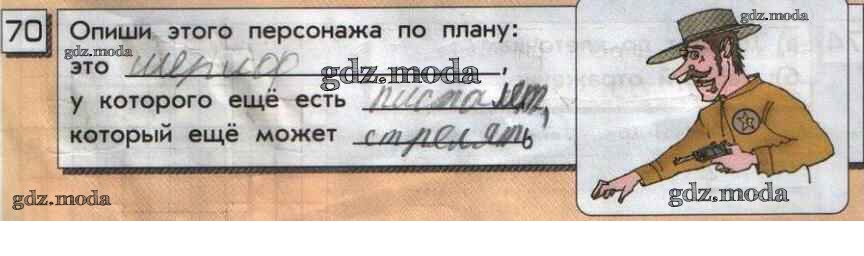 70 Опиши этого персонажа по плану:
это шериф,
у которого ещё есть писталет,
который ещё может стрелять
gdz.moda
gdz.moda
gdz.moda
gdz.moda
gdz.moda